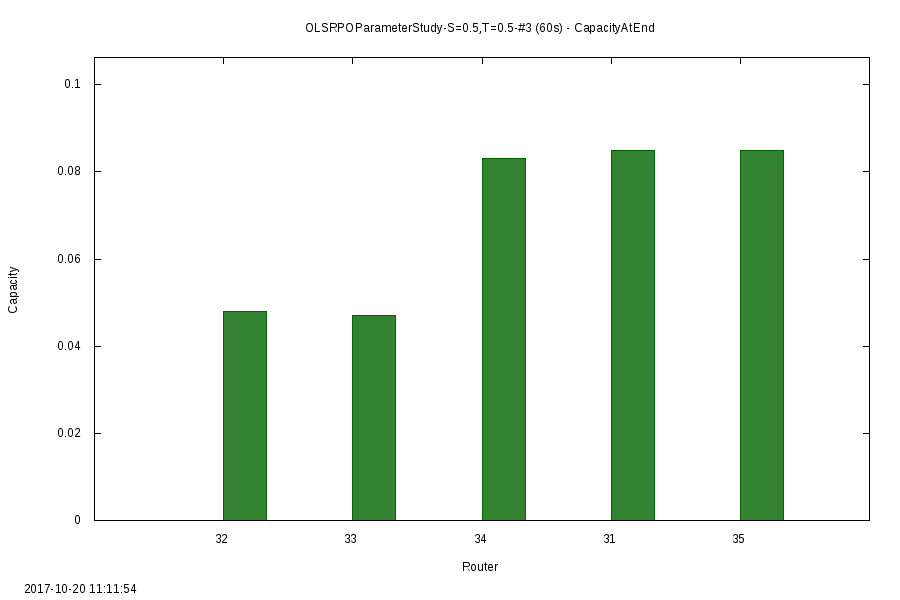 OLSRPOParameterStudy-S=0.5,T=0.5-#3 (60s) - CapacityAtEnd
0.1
0.08
0.06
0.04
0.02
0
Capacity
32 33 34 31 35
Router
2017-10-20 11:11:54